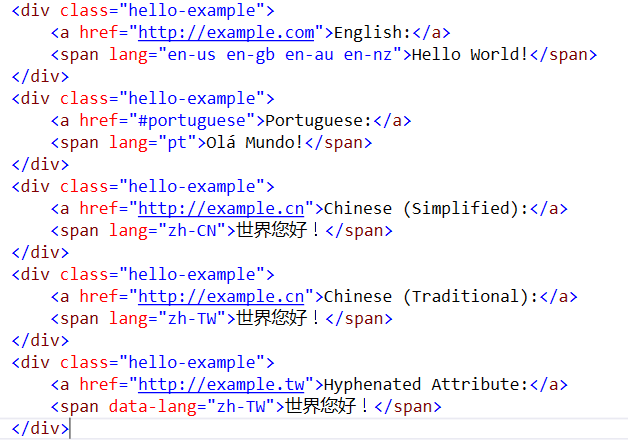 <div class="hello-example">
    <a href="http://example.com">English:</a>
    <span lang="en-us en-gb en-au en-nz">Hello World!</span>
</div>
<div class="hello-example">
    <a href="#portuguese">Portuguese:</a>
    <span lang="pt">Olá Mundo!</span>
</div>
<div class="hello-example">
    <a href="http://example.cn">Chinese (Simplified):</a>
    <span lang="zh-CN">世界您好！</span>
</div>
<div class="hello-example">
    <a href="http://example.cn">Chinese (Traditional):</a>
    <span lang="zh-TW">世界您好！</span>
</div>
<div class="hello-example">
    <a href="http://example.tw">Hyphenated Attribute:</a>
    <span data-lang="zh-TW">世界您好！</span>
</div>